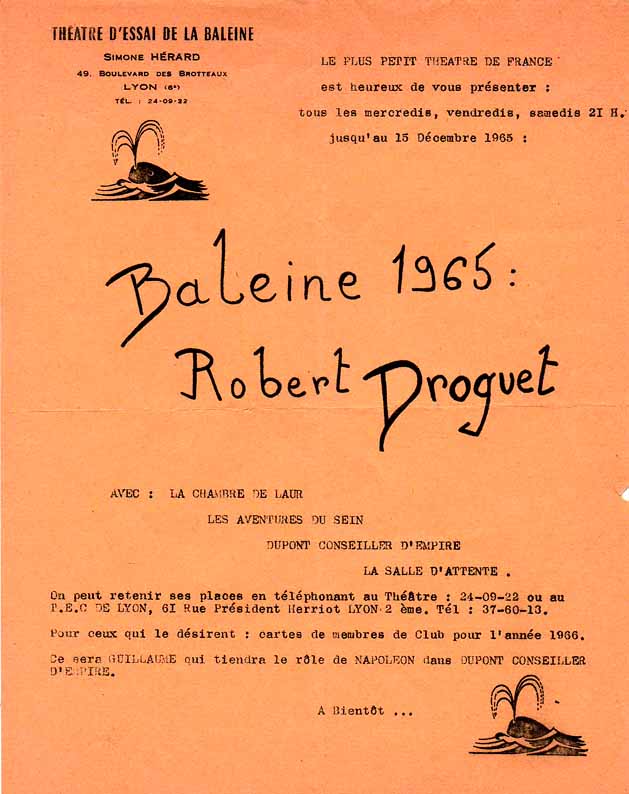 THÉATRE D'ESSAI DE LA BALEINE
SIMONE HÉRARD
49, BOULEVARD DES BROTTEAUX
LYON (6e)
TÉL. : 24-09-22
LE PLUS PETIT THEATRE DE FRANCE
est heureux de vous présenter :
tous les mercredis, vendredis, samedis 2I H.
jusqu'au 15 Décembre 1965 :
Baleine 1965 :
Robert Droguet
AVEC : LA CHAMBRE DE LAUR
LES AVENTURES DU SEIN
DUPONT CONSEILLER D'EMPIRE
LA SALLE D'ATTENTE .
On peut retenir ses places en téléphonant au Théâtre : 24-09-22 ou au
T.E.C DE LYON, 6I Rue Président Herriot LYON 2 ème. Tél : 37-60-13.
Pour ceux qui le désirent : cartes de membres de Club pour l'année 1966.
Ce sera GUILLAUME qui tiendra le rôle de NAPOLEON dans DUPONT CONSEILLER
D'EMPIRE.
A Bientôt ...